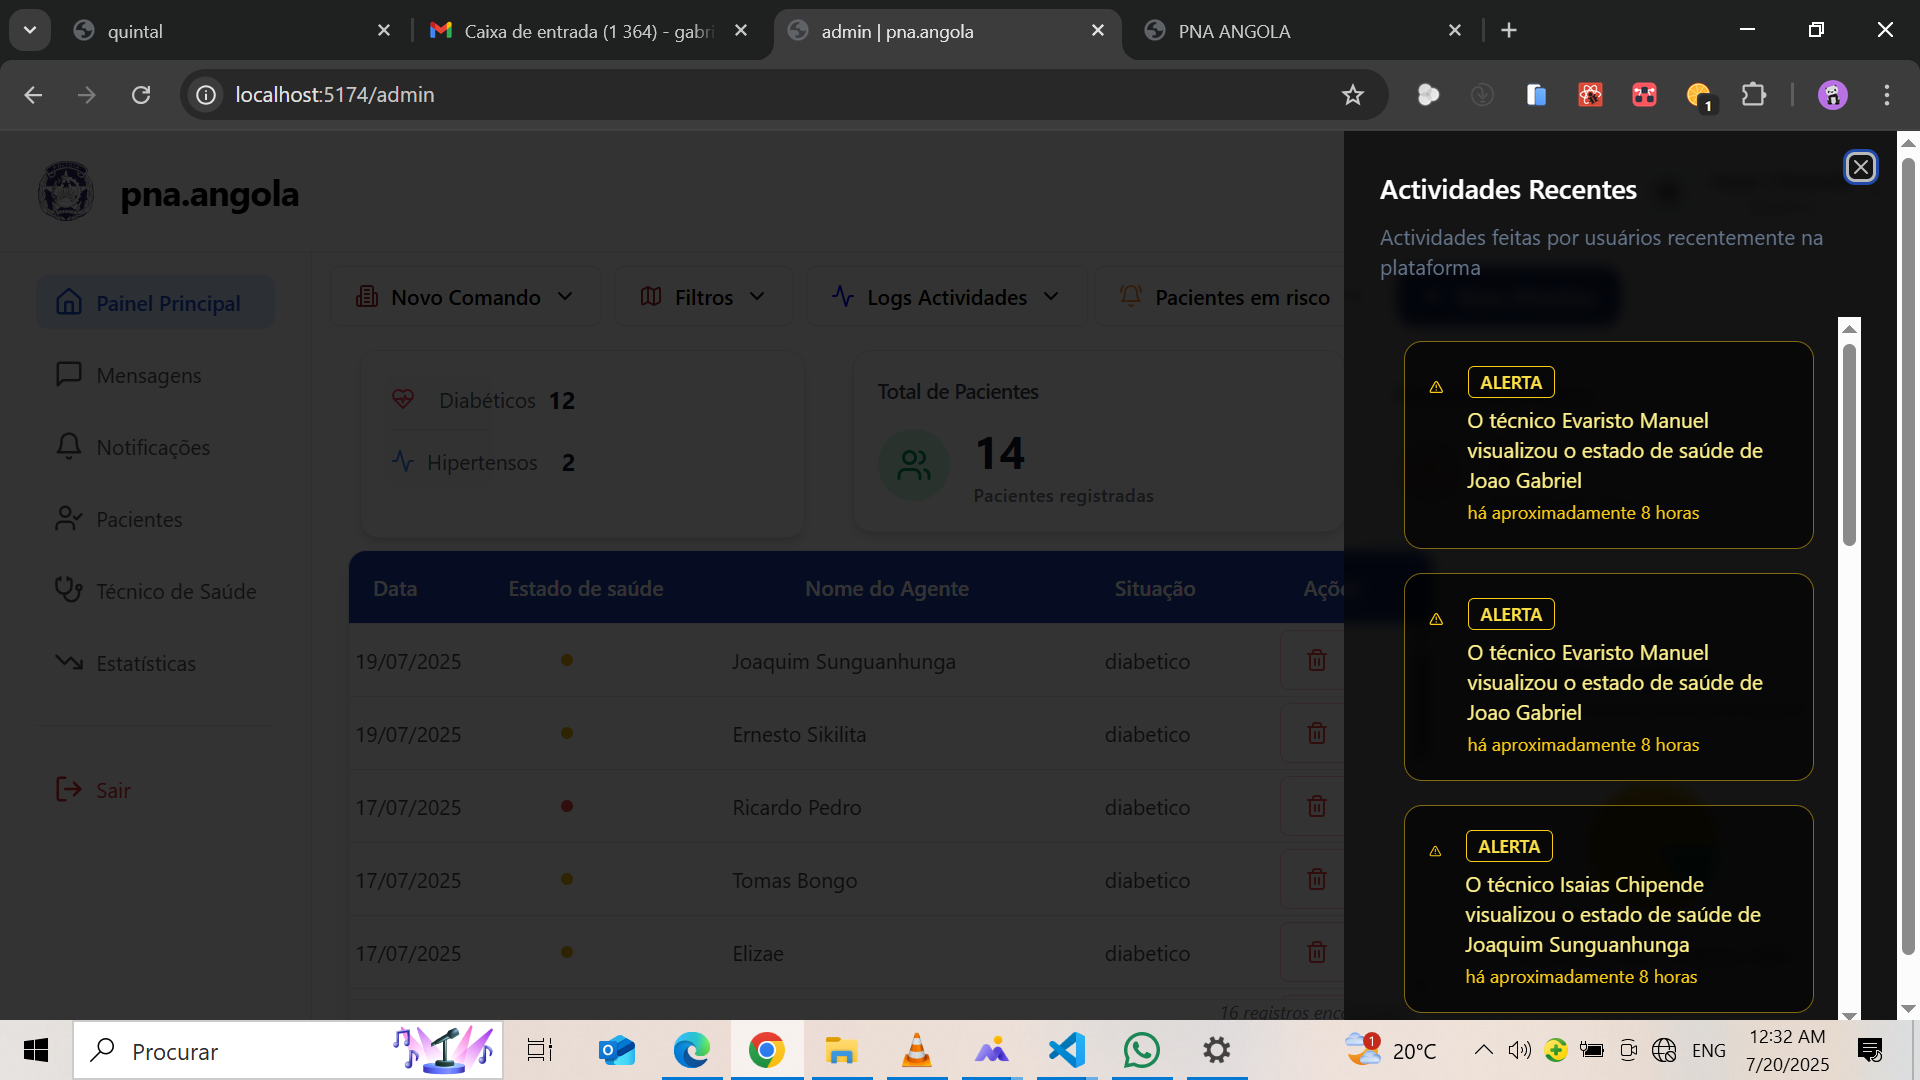 quintal
Caixa de entrada (1 364) - gabri
admin | pna.angola
PNA ANGOLA
localhost:5174/admin
1
pna.angola
Painel Principal
Mensagens
Notificações
Pacientes
Técnico de Saúde
Estatísticas
Sair
Novo Comando
Filtros
Logs Actividades
Pacientes em risco
Diabéticos 12
Hipertensos 2
Total de Pacientes
14
Pacientes registradas
Data Estado de saúde Nome do Agente Situação Açõe
19/07/2025 Joaquim Sunguanhunga diabetico
19/07/2025 Ernesto Sikilita diabetico
17/07/2025 Ricardo Pedro diabetico
17/07/2025 Tomas Bongo diabetico
17/07/2025 Elizae diabetico
16 registros enc
Actividades Recentes
Actividades feitas por usuários recentemente na
plataforma
ALERTA
O técnico Evaristo Manuel
visualizou o estado de saúde de
Joao Gabriel
há aproximadamente 8 horas
ALERTA
O técnico Evaristo Manuel
visualizou o estado de saúde de
Joao Gabriel
há aproximadamente 8 horas
ALERTA
O técnico Isaias Chipende
visualizou o estado de saúde de
Joaquim Sunguanhunga
há aproximadamente 8 horas
Procurar
1
20°C
ENG
12:32 AM
7/20/2025